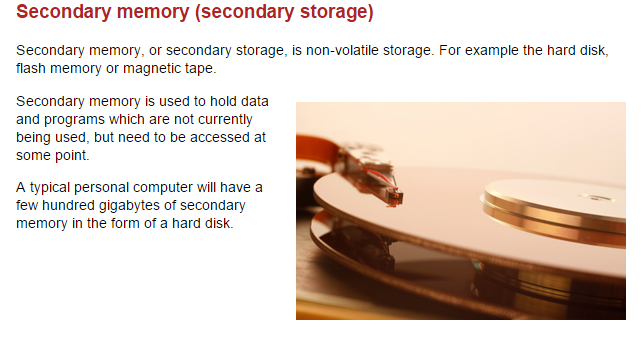 Secondary memory (secondary storage)
Secondary memory, or secondary storage, is non-volatile storage. For example the hard disk,
flash memory or magnetic tape.
Secondary memory is used to hold data
and programs which are not currently
being used, but need to be accessed at
some point.
A typical personal computer will have a
few hundred gigabytes of secondary
memory in the form of a hard disk.